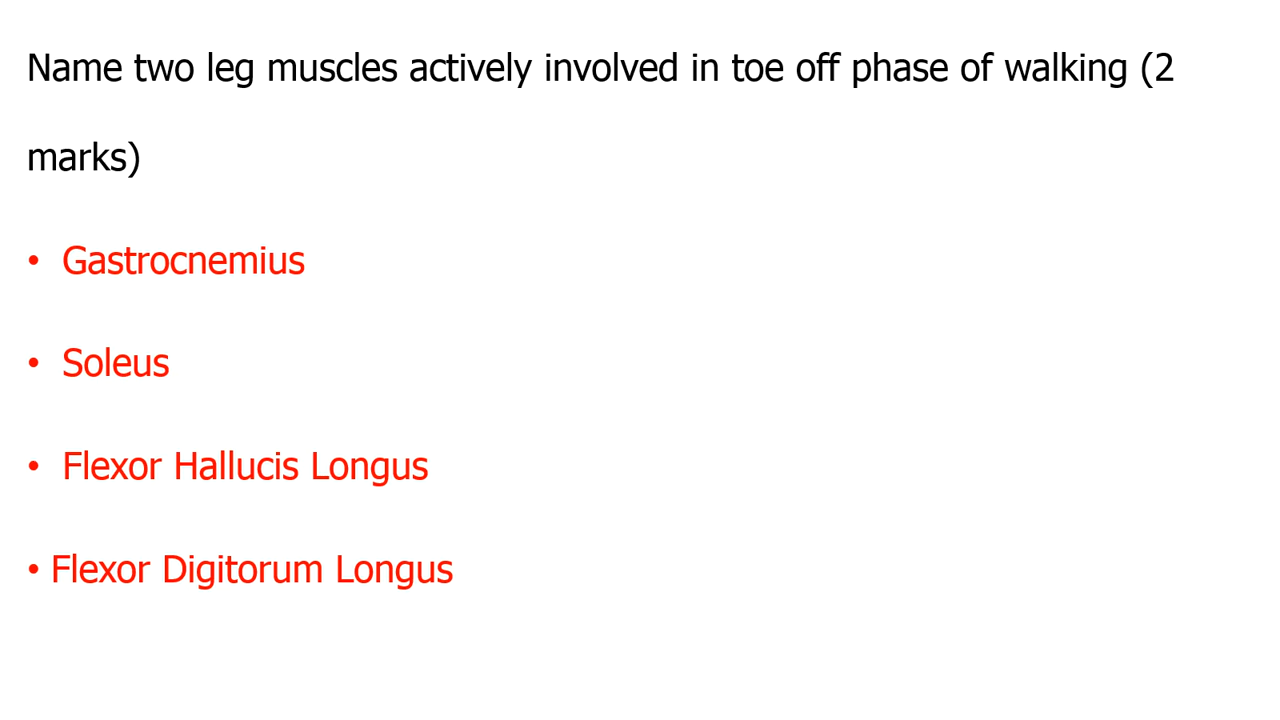 Name two leg muscles actively involved in toe off phase of walking (2
marks)
• Gastrocnemius
• Soleus
• Flexor Hallucis Longus
• Flexor Digitorum Longus